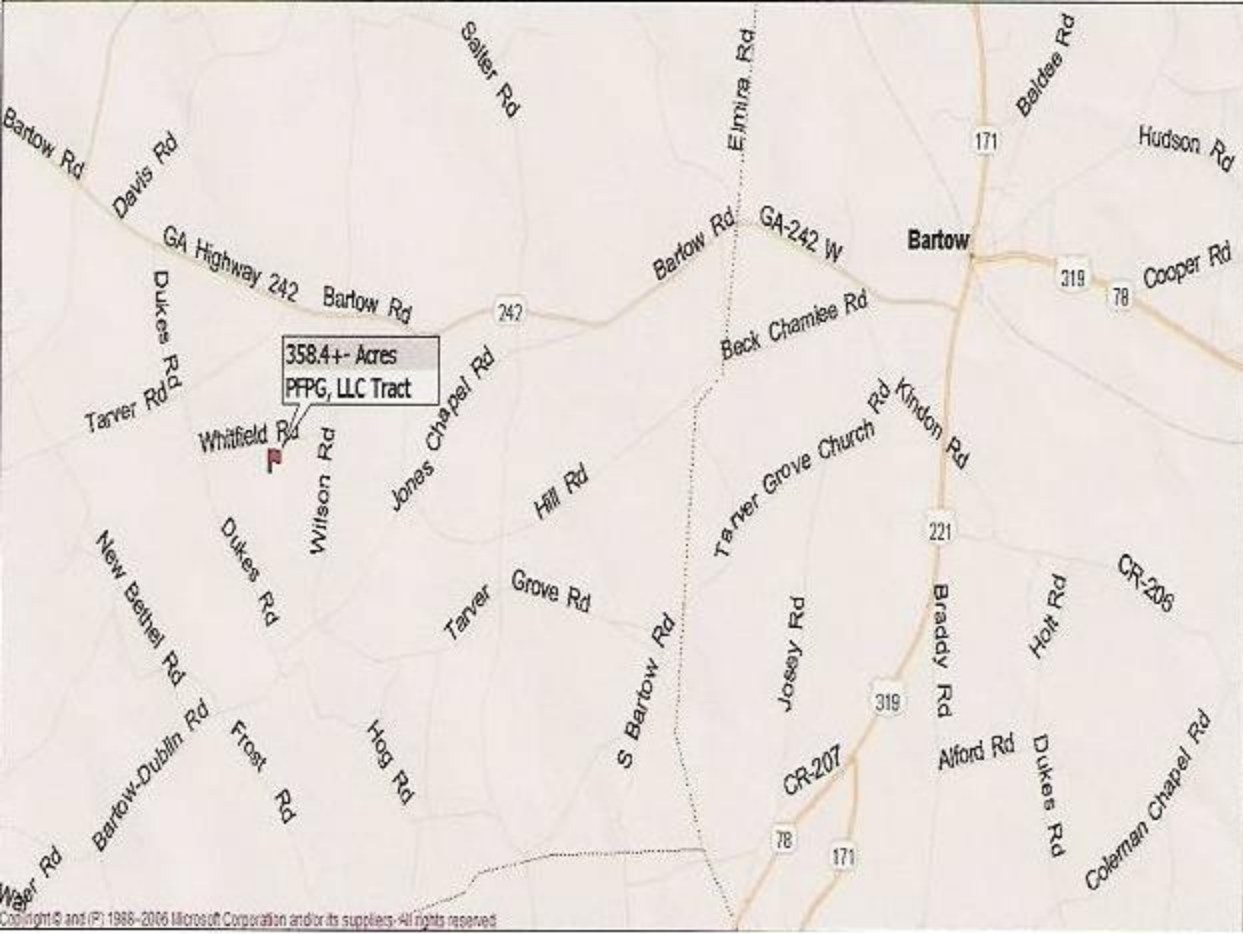 Salter Rd
Elmira Rd
Baldee Rd
171
Hudson Rd
Bartow Rd
Davis Rd
GA Highway 242
Bartow Rd
242
Bartow Rd
GA-242 W
Bartow
319
78
Cooper Rd
Dukes Rd
358.4+- Acres
PFPG, LLC Tract
Beck Chamlee Rd
Tarver Rd
Whitfield Rd
Wilson Rd
Jones Chapel Rd
Hill Rd
Tarver Grove Church Rd
Kindon Rd
221
CR-206
New Bethel Rd
Dukes Rd
Tarver Grove Rd
S Bartow Rd
Josey Rd
Braddy Rd
Holt Rd
319
Bartow-Dublin Rd
Frost Rd
Hog Rd
CR-207
Alford Rd
Dukes Rd
Coleman Chapel Rd
78
171
Copyright © and (P) 1988-2006 Microsoft Corporation and/or its suppliers. All rights reserved